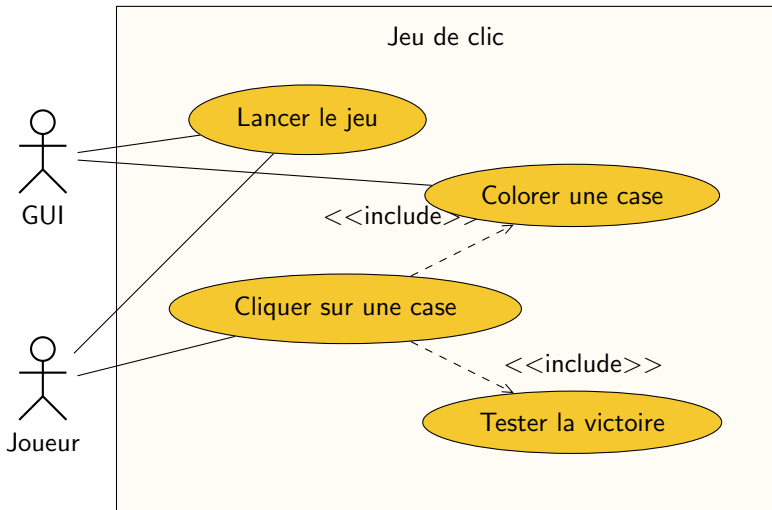 Jeu de clic
Lancer le jeu
GUI
Colorer une case
<<include>
Cliquer sur une case
Joueur
<<include>>
Tester la victoire